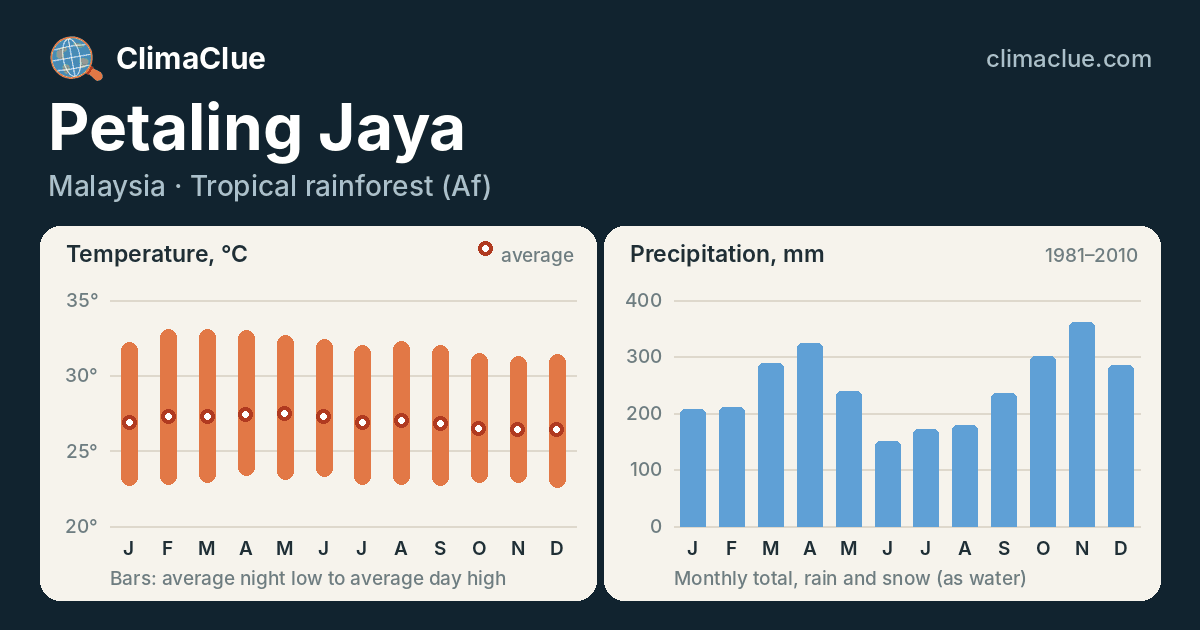 ClimaClue
climaclue.com
Petaling Jaya
Malaysia · Tropical rainforest (Af)
Temperature, °C
average
35°
30°
25°
20°
J F M A M J J A S O N D
Bars: average night low to average day high
Precipitation, mm
1981–2010
400
300
200
100
0
J F M A M J J A S O N D
Monthly total, rain and snow (as water)